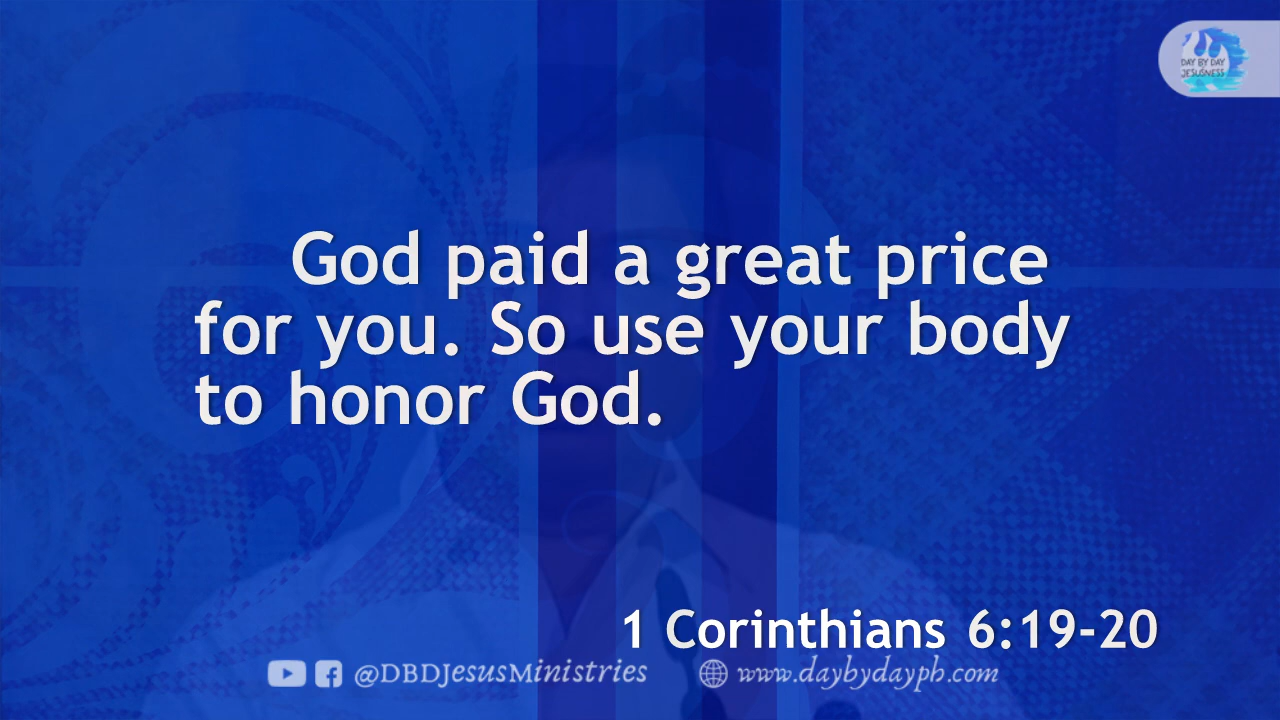 DAY BY DAY
JESUSNESS
God paid a great price
for you. So use your body
to honor God.
1 Corinthians 6:19-20
@DBDJesusMinistries
www.daybydayph.com